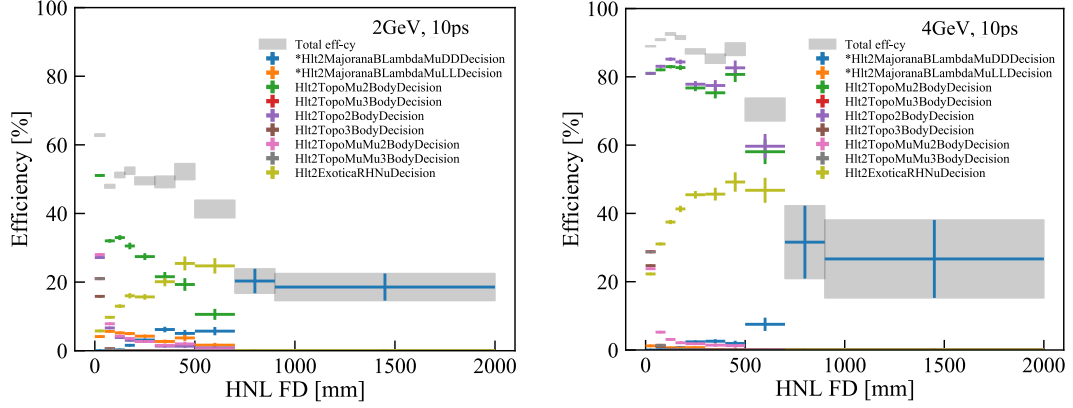 2GeV, 10ps
Total eff-cy
*Hlt2MajoranaBLambdaMuDDDecision
*Hlt2MajoranaBLambdaMuLLDecision
Hlt2TopoMu2BodyDecision
Hlt2TopoMu3BodyDecision
Hlt2Topo2BodyDecision
Hlt2Topo3BodyDecision
Hlt2TopoMuMu2BodyDecision
Hlt2TopoMuMu3BodyDecision
Hlt2ExoticaRHNuDecision
Efficiency [%]
100
80
60
40
20
0
0 500 1000 1500 2000
HNL FD [mm]
4GeV, 10ps
Total eff-cy
*Hlt2MajoranaBLambdaMuDDDecision
*Hlt2MajoranaBLambdaMuLLDecision
Hlt2TopoMu2BodyDecision
Hlt2TopoMu3BodyDecision
Hlt2Topo2BodyDecision
Hlt2Topo3BodyDecision
Hlt2TopoMuMu2BodyDecision
Hlt2TopoMuMu3BodyDecision
Hlt2ExoticaRHNuDecision
Efficiency [%]
100
80
60
40
20
0
0 500 1000 1500 2000
HNL FD [mm]